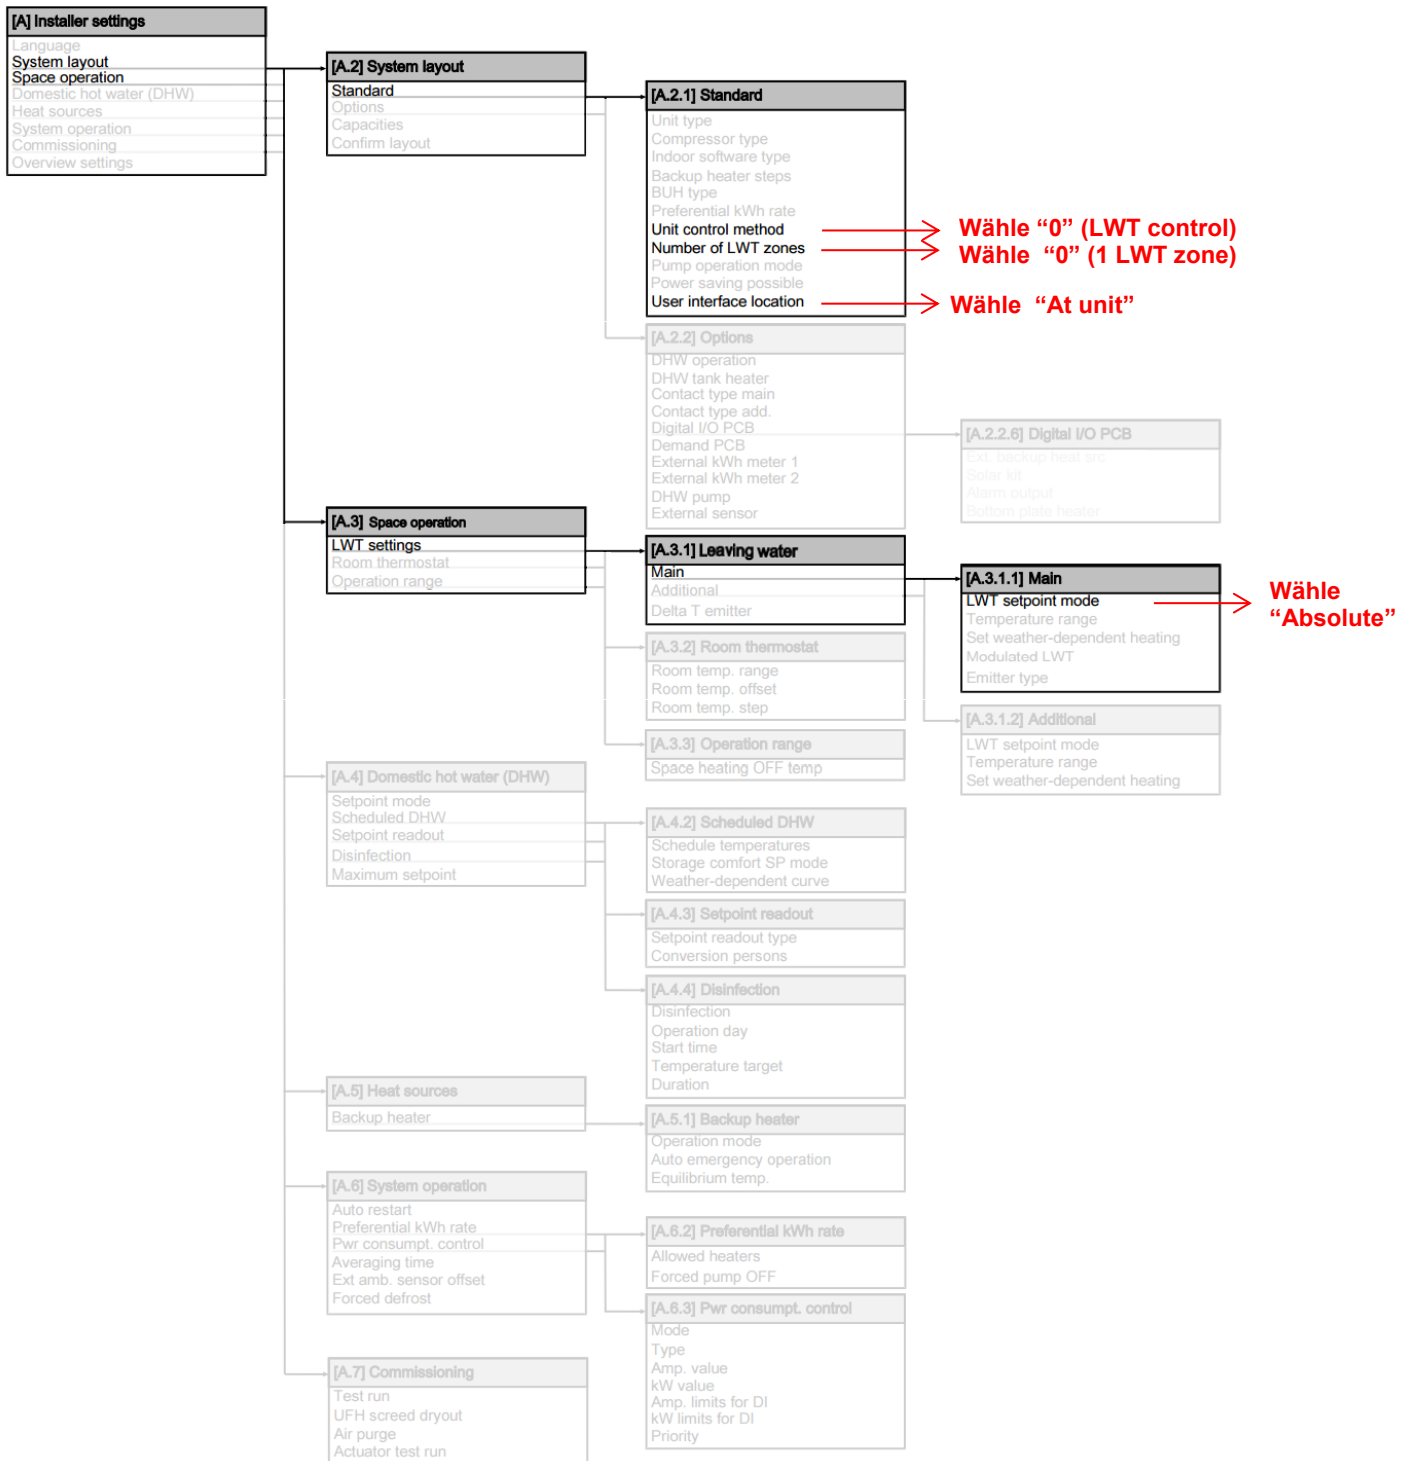 [A] Installer settings
Language
System layout
Space operation
Domestic hot water (DHW)
Heat sources
System operation
Commissioning
Overview settings
[A.2] System layout
Standard
Options
Capacities
Confirm layout
[A.2.1] Standard
Unit type
Compressor type
Indoor software type
Backup heater steps
BUH type
Preferential kWh rate
Unit control method
Number of LWT zones
Pump operation mode
Power saving possible
User interface location
Wähle “0” (LWT control)
Wähle “0” (1 LWT zone)
Wähle “At unit”
[A.2.2] Options
DHW operation
DHW tank heater
Contact type main
Contact type add.
Digital I/O PCB
Demand PCB
External kWh meter 1
External kWh meter 2
DHW pump
External sensor
[A.2.2.6] Digital I/O PCB
Ext. backup heat src
Solar kit
Alarm output
Bottom plate heater
[A.3] Space operation
LWT settings
Room thermostat
Operation range
[A.3.1] Leaving water
Main
Additional
Delta T emitter
[A.3.1.1] Main
LWT setpoint mode
Temperature range
Set weather-dependent heating
Modulated LWT
Emitter type
Wähle
“Absolute”
[A.3.2] Room thermostat
Room temp. range
Room temp. offset
Room temp. step
[A.3.1.2] Additional
LWT setpoint mode
Temperature range
Set weather-dependent heating
[A.3.3] Operation range
Space heating OFF temp
[A.4] Domestic hot water (DHW)
Setpoint mode
Scheduled DHW
Setpoint readout
Disinfection
Maximum setpoint
[A.4.2] Scheduled DHW
Schedule temperatures
Storage comfort SP mode
Weather-dependent curve
[A.4.3] Setpoint readout
Setpoint readout type
Conversion persons
[A.4.4] Disinfection
Disinfection
Operation day
Start time
Temperature target
Duration
[A.5] Heat sources
Backup heater
[A.5.1] Backup heater
Operation mode
Auto emergency operation
Equilibrium temp.
[A.6] System operation
Auto restart
Preferential kWh rate
Pwr consumpt. control
Averaging time
Ext amb. sensor offset
Forced defrost
[A.6.2] Preferential kWh rate
Allowed heaters
Forced pump OFF
[A.6.3] Pwr consumpt. control
Mode
Type
Amp. value
kW value
Amp. limits for DI
kW limits for DI
Priority
[A.7] Commissioning
Test run
UFH screed dryout
Air purge
Actuator test run